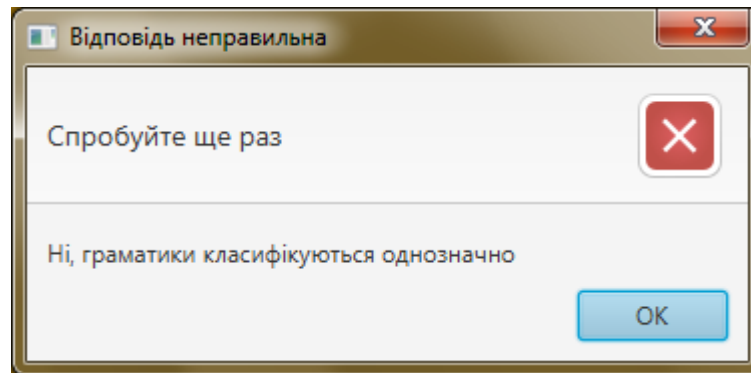 Відповідь неправильна
Спробуйте ще раз
Ні, граматики класифікуються однозначно
OK